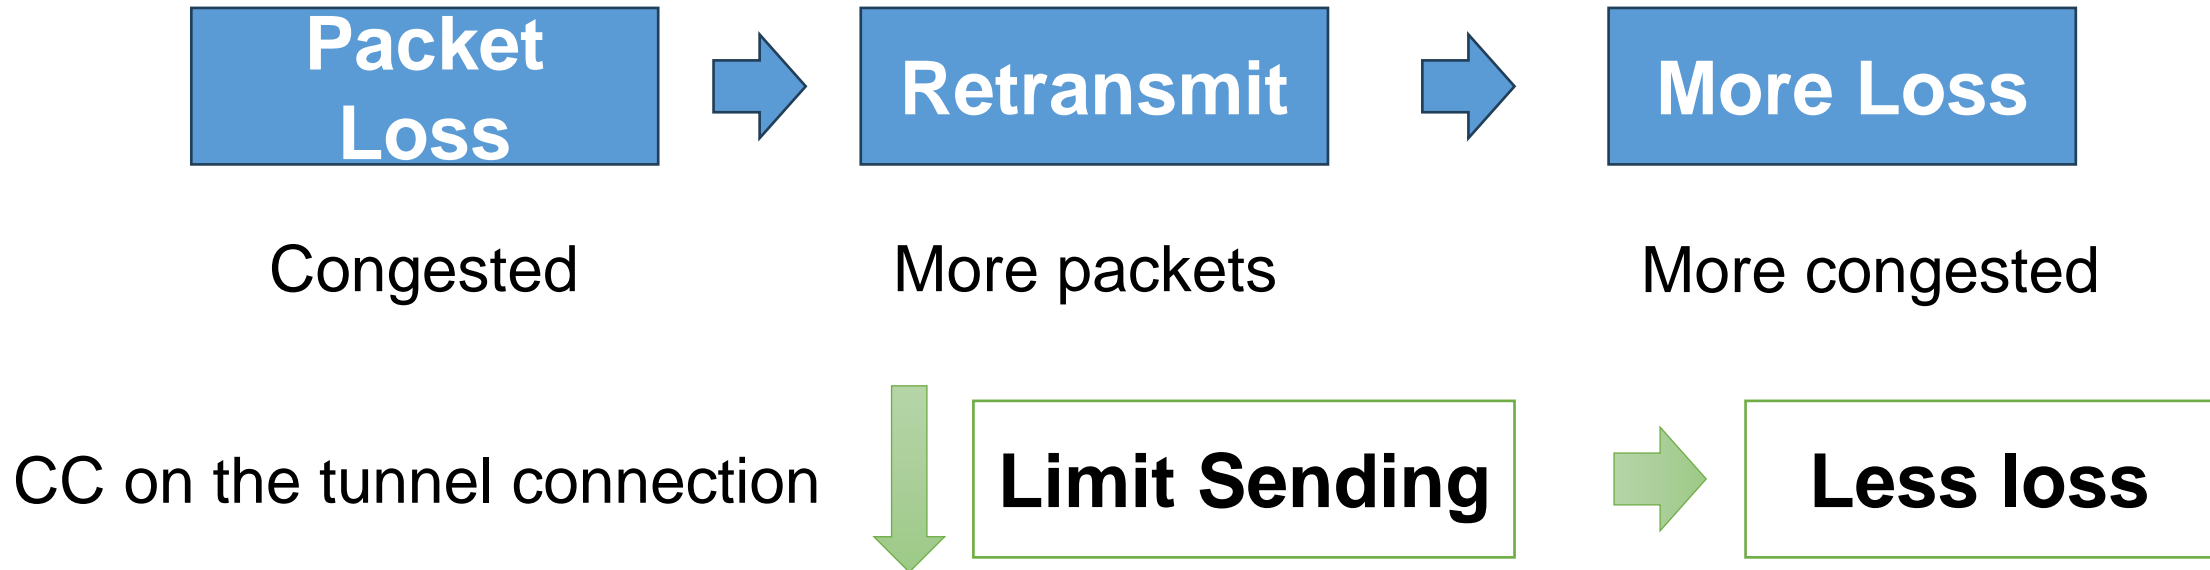 Packet
Loss
Retransmit
More Loss
Congested
More packets
More congested
CC on the tunnel connection
Limit Sending
Less loss